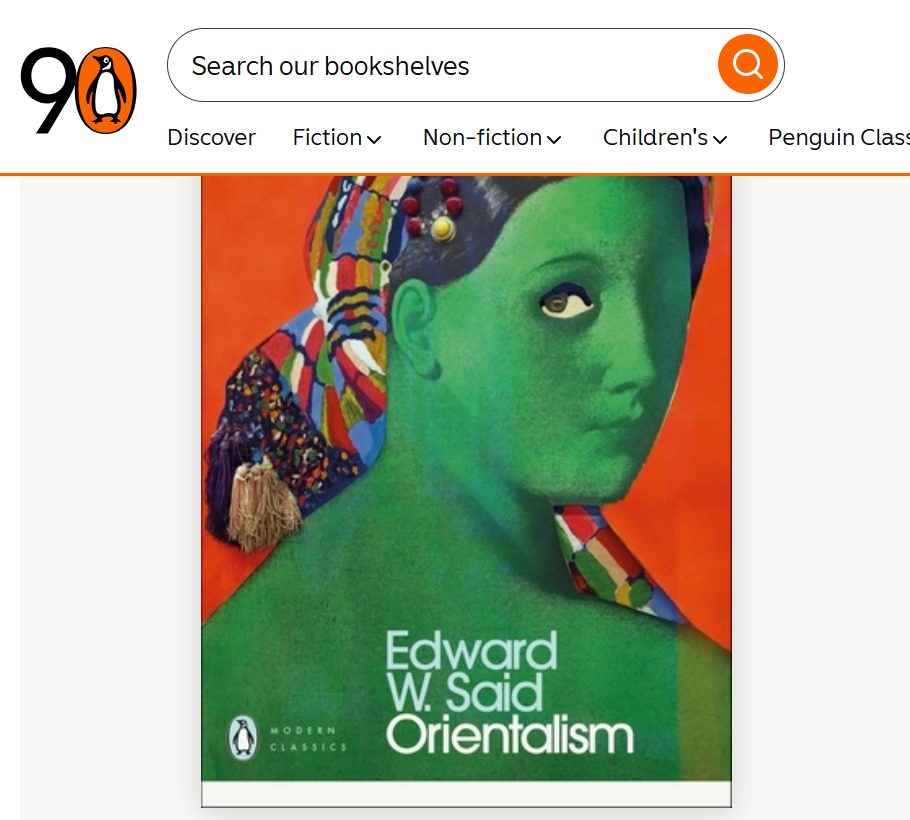 90
Search our bookshelves
Discover Fiction Non-fiction Children's Penguin Class
Edward
W. Said
Orientalism
MODERN
CLASSICS